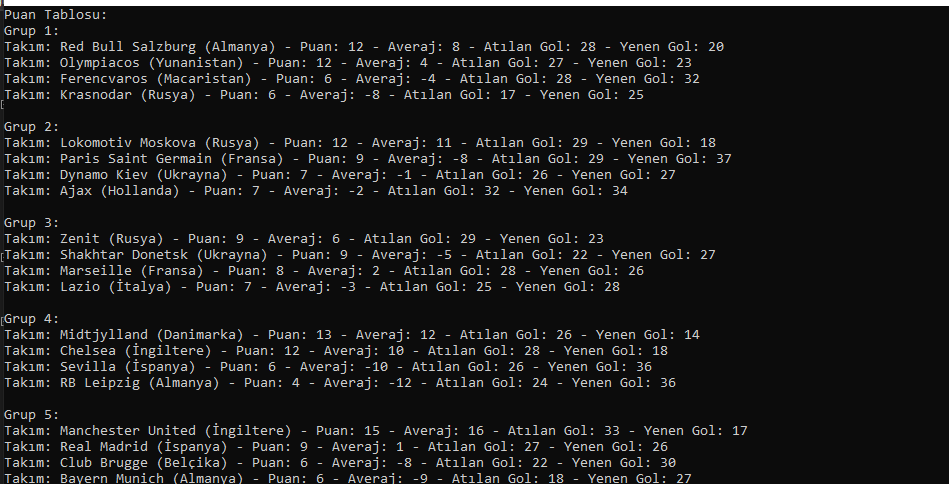 Puan Tablosu:
Grup 1:
Takım: Red Bull Salzburg (Almanya) - Puan: 12 - Averaj: 8 - Atılan Gol: 28 - Yenen Gol: 20
Takım: Olympiacos (Yunanistan) - Puan: 12 - Averaj: 4 - Atılan Gol: 27 - Yenen Gol: 23
Takım: Ferencvaros (Macaristan) - Puan: 6 - Averaj: -4 - Atılan Gol: 28 - Yenen Gol: 32
Takım: Krasnodar (Rusya) - Puan: 6 - Averaj: -8 - Atılan Gol: 17 - Yenen Gol: 25
Grup 2:
Takım: Lokomotiv Moskova (Rusya) - Puan: 12 - Averaj: 11 - Atılan Gol: 29 - Yenen Gol: 18
Takım: Paris Saint Germain (Fransa) - Puan: 9 - Averaj: -8 - Atılan Gol: 29 - Yenen Gol: 37
Takım: Dynamo Kiev (Ukrayna) - Puan: 7 - Averaj: -1 - Atılan Gol: 26 - Yenen Gol: 27
Takım: Ajax (Hollanda) - Puan: 7 - Averaj: -2 - Atılan Gol: 32 - Yenen Gol: 34
Grup 3:
Takım: Zenit (Rusya) - Puan: 9 - Averaj: 6 - Atılan Gol: 29 - Yenen Gol: 23
Takım: Shakhtar Donetsk (Ukrayna) - Puan: 9 - Averaj: -5 - Atılan Gol: 22 - Yenen Gol: 27
Takım: Marseille (Fransa) - Puan: 8 - Averaj: 2 - Atılan Gol: 28 - Yenen Gol: 26
Takım: Lazio (İtalya) - Puan: 7 - Averaj: -3 - Atılan Gol: 25 - Yenen Gol: 28
Grup 4:
Takım: Midtjylland (Danimarka) - Puan: 13 - Averaj: 12 - Atılan Gol: 26 - Yenen Gol: 14
Takım: Chelsea (İngiltere) - Puan: 12 - Averaj: 10 - Atılan Gol: 28 - Yenen Gol: 18
Takım: Sevilla (İspanya) - Puan: 6 - Averaj: -10 - Atılan Gol: 26 - Yenen Gol: 36
Takım: RB Leipzig (Almanya) - Puan: 4 - Averaj: -12 - Atılan Gol: 24 - Yenen Gol: 36
Grup 5:
Takım: Manchester United (İngiltere) - Puan: 15 - Averaj: 16 - Atılan Gol: 33 - Yenen Gol: 17
Takım: Real Madrid (İspanya) - Puan: 9 - Averaj: 1 - Atılan Gol: 27 - Yenen Gol: 26
Takım: Club Brugge (Belçika) - Puan: 6 - Averaj: -8 - Atılan Gol: 22 - Yenen Gol: 30
Takım: Bayern Munich (Almanya) - Puan: 6 - Averaj: -9 - Atılan Gol: 18 - Yenen Gol: 27